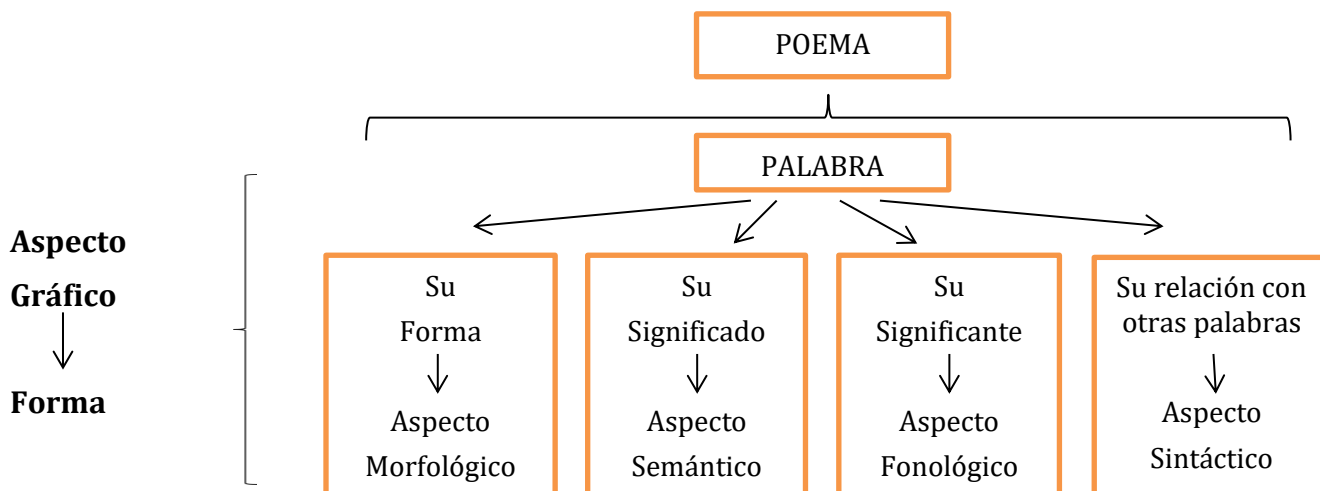 POEMA
PALABRA
Aspecto
Gráfico
Forma
Su
Forma
Aspecto
Morfológico
Su
Significado
Aspecto
Semántico
Su
Significante
Aspecto
Fonológico
Su relación con
otras palabras
Aspecto
Sintáctico